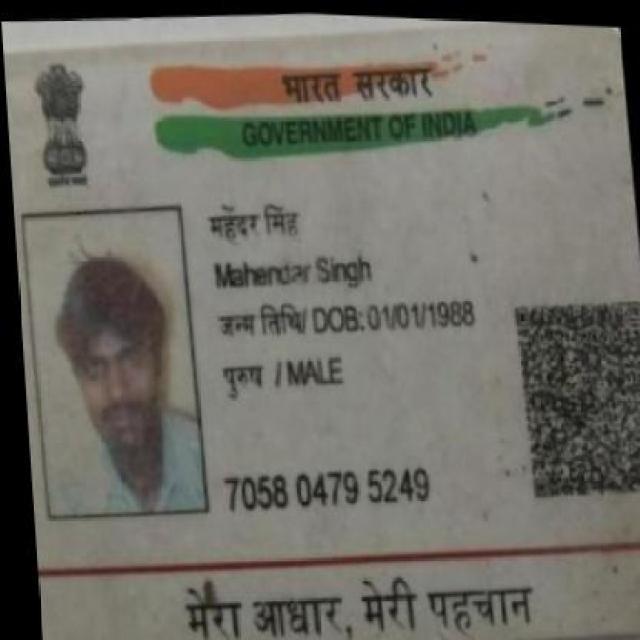 भारत सरकार
GOVERNMENT OF INDIA
महेंदर सिंह
Mahendar Singh
जन्म तिथि/ DOB: 01/01/1988
पुरुष / MALE
7058 0479 5249
मेरा आधार, मेरी पहचान